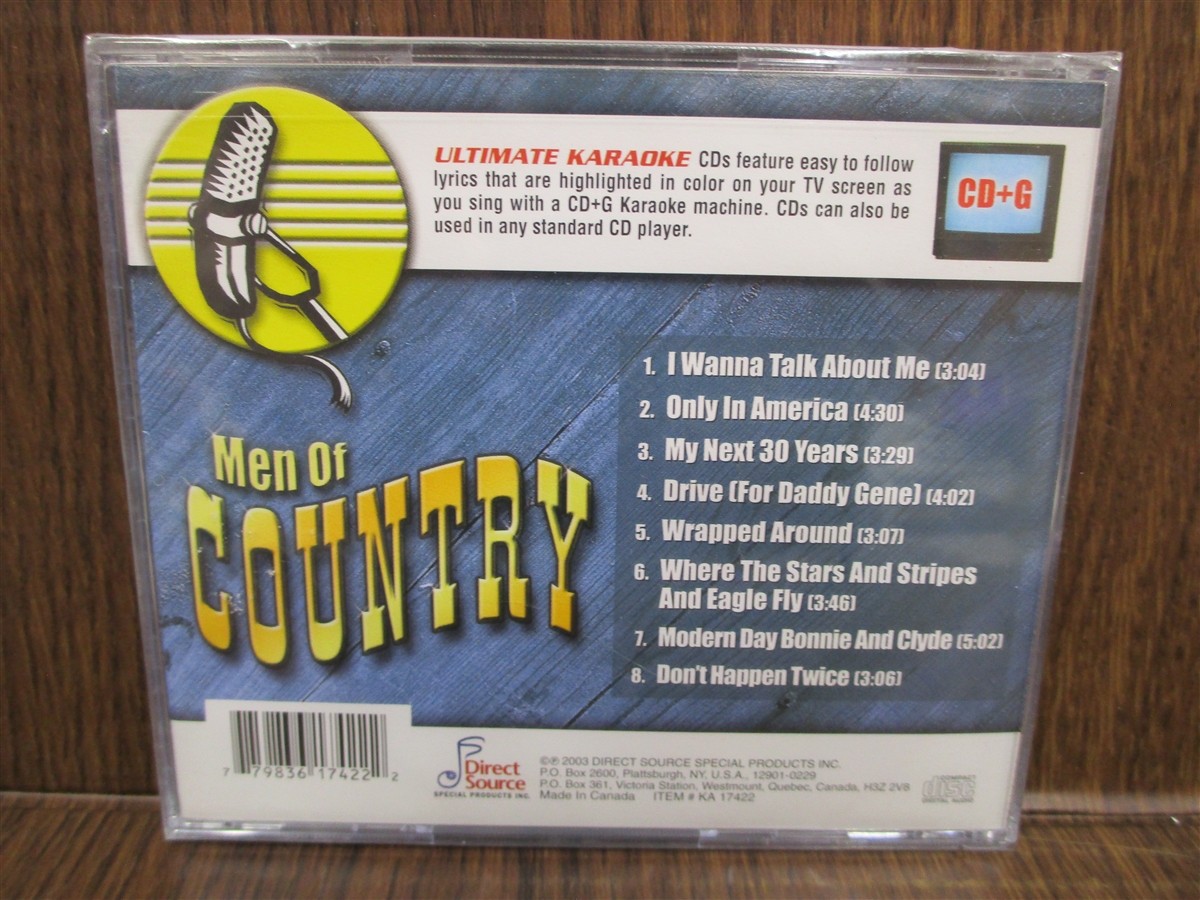 ULTIMATE KARAOKE CDs feature easy to follow
lyrics that are highlighted in color on your TV screen as
you sing with a CD+G Karaoke machine. CDs can also be
used in any standard CD player.
CD+G
Men Of
COUNTRY
1. I Wanna Talk About Me (3:04)
2. Only In America (4:30)
3. My Next 30 Years (3:29)
4. Drive (For Daddy Gene) (4:02)
5. Wrapped Around (3:07)
6. Where The Stars And Stripes
And Eagle Fly (3:46)
7. Modern Day Bonnie And Clyde (5:02)
8. Don't Happen Twice (3:06)
7 79836 17422 2
Direct
Source
SPECIAL PRODUCTS INC.
©℗ 2003 DIRECT SOURCE SPECIAL PRODUCTS INC.
P.O. Box 2600, Plattsburgh, NY, U.S.A., 12901-0229
P.O. Box 361, Victoria Station, Westmount, Quebec, Canada, H3Z 2V8
Made In Canada ITEM # KA 17422
COMPACT
disc
DIGITAL AUDIO